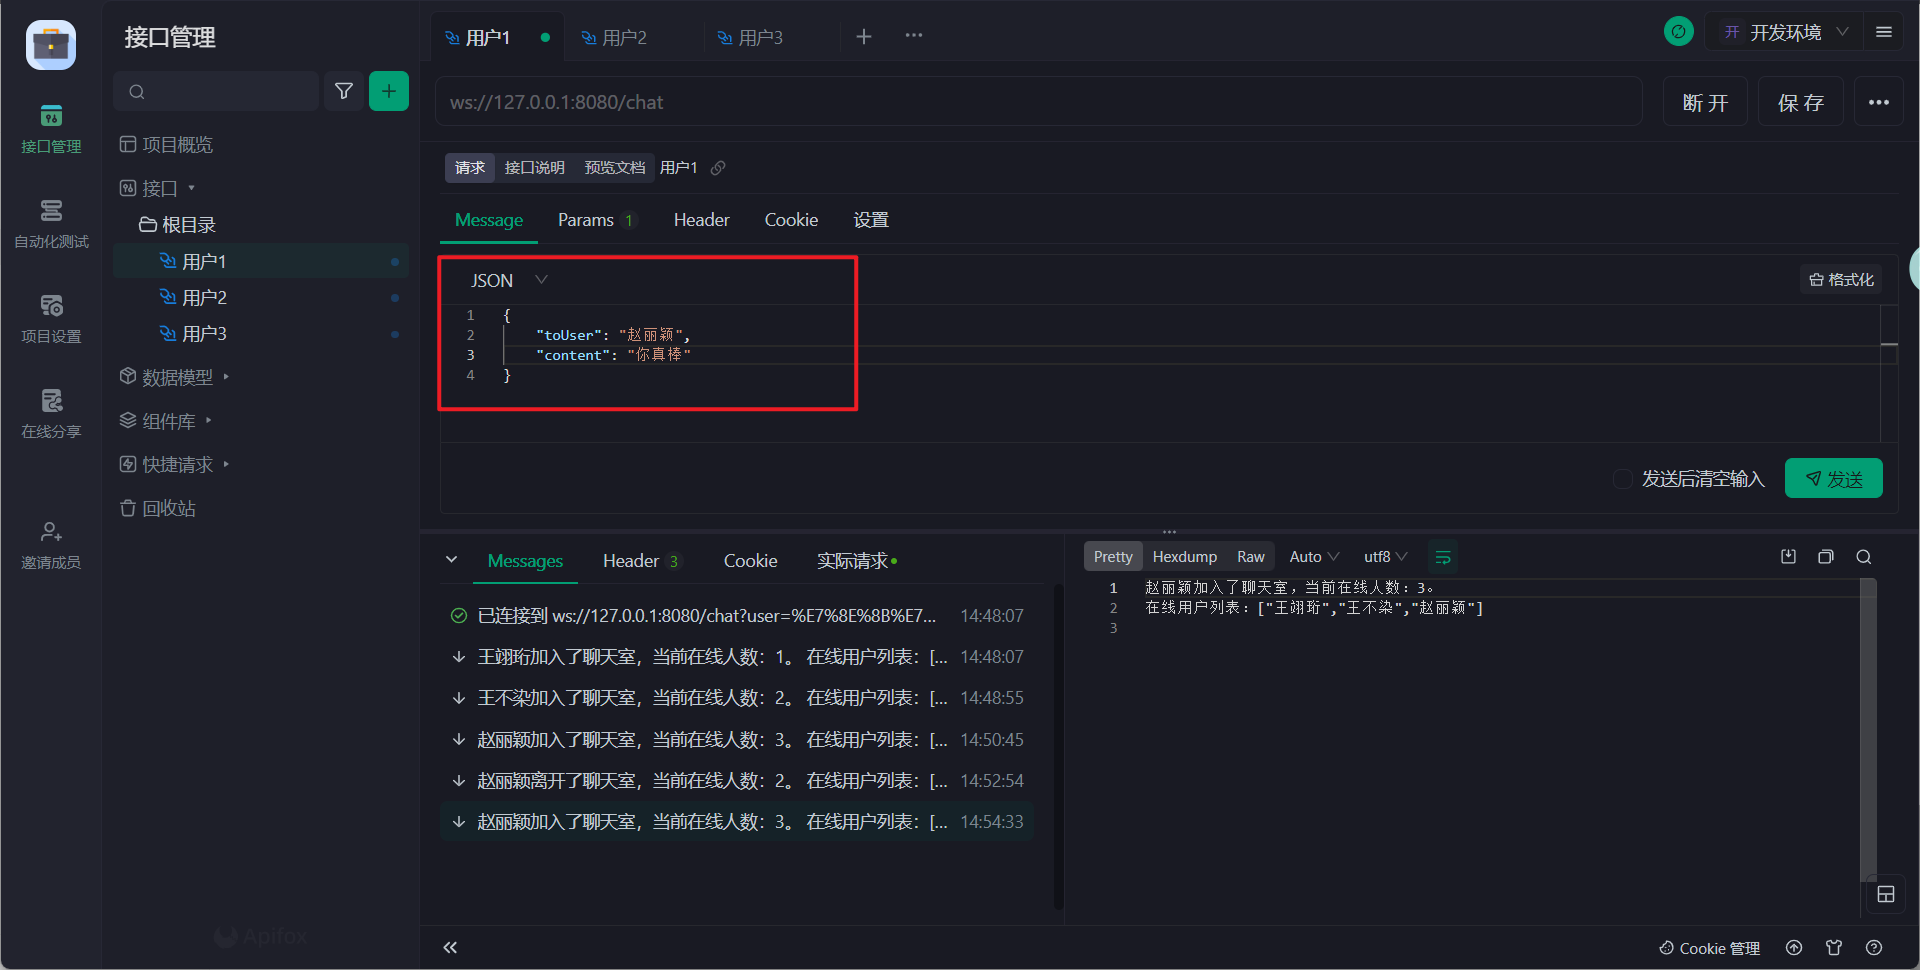 接口管理
自动化测试
项目设置
在线分享
邀请成员
接口管理
项目概览
接口
根目录
用户1
用户2
用户3
数据模型
组件库
快捷请求
回收站
Apifox
用户1 用户2 用户3
开 开发环境
ws://127.0.0.1:8080/chat
断开 保存
请求 接口说明 预览文档 用户1
Message Params 1 Header Cookie 设置
JSON
格式化
1 {
2 "toUser": "赵丽颖",
3 "content": "你真棒"
4 }
发送后清空输入 发送
Messages Header 3 Cookie 实际请求
已连接到 ws://127.0.0.1:8080/chat?user=%E7%8E%8B%E7... 14:48:07
王翊珩加入了聊天室，当前在线人数：1。 在线用户列表：[... 14:48:07
王不染加入了聊天室，当前在线人数：2。 在线用户列表：[... 14:48:55
赵丽颖加入了聊天室，当前在线人数：3。 在线用户列表：[... 14:50:45
赵丽颖离开了聊天室，当前在线人数：2。 在线用户列表：[... 14:52:54
赵丽颖加入了聊天室，当前在线人数：3。 在线用户列表：[... 14:54:33
Pretty Hexdump Raw Auto utf8
1 赵丽颖加入了聊天室，当前在线人数：3。
2 在线用户列表：["王翊珩","王不染","赵丽颖"]
3
Cookie 管理